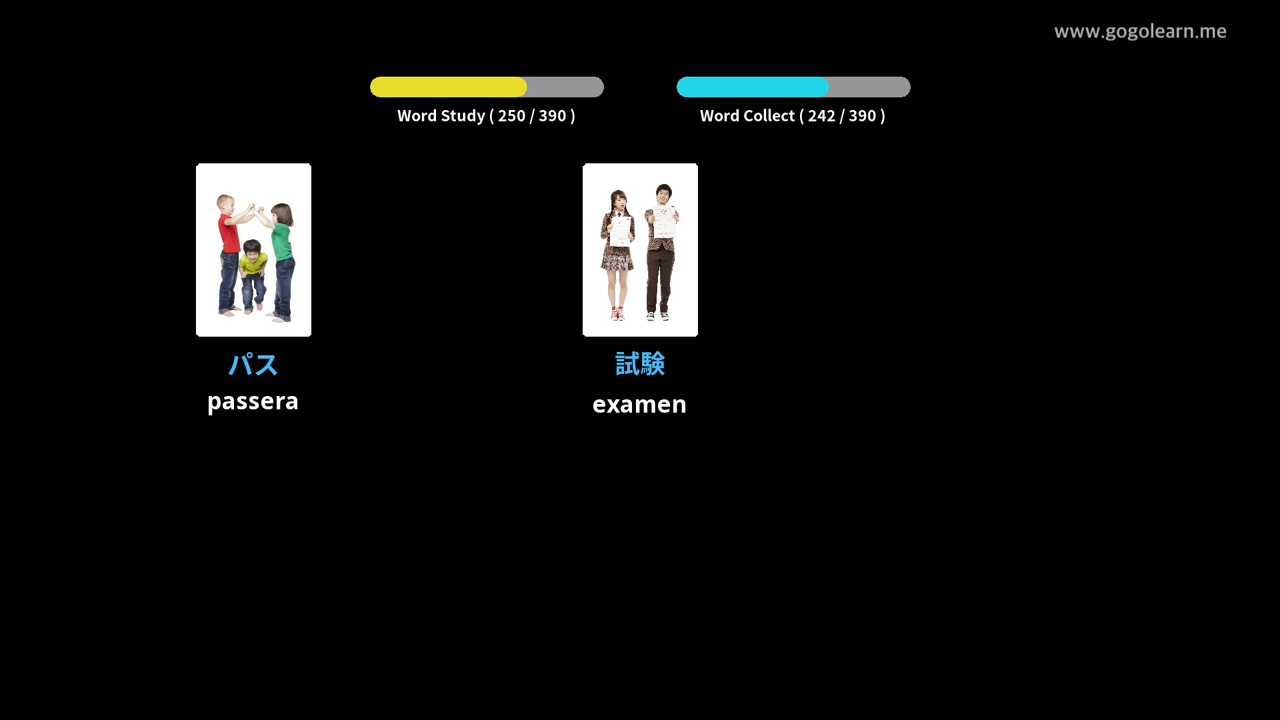 www.gogolearn.me
Word Study ( 250 / 390 )
Word Collect ( 242 / 390 )
パス
passera
試験
examen